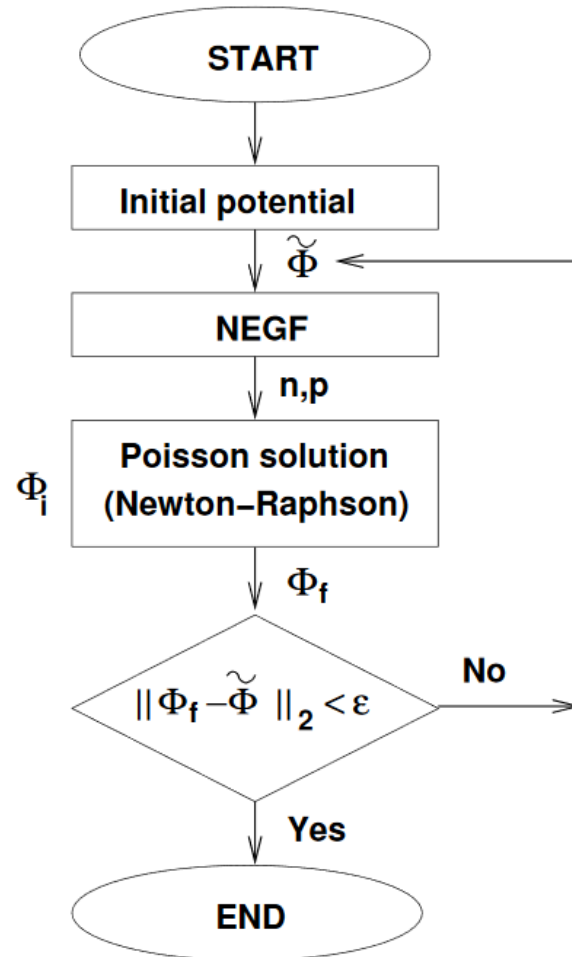 START
Initial potential
Φ̃
NEGF
n,p
Poisson solution
(Newton–Raphson)
Φi
Φf
||Φf–Φ̃ ||2 < ε
No
Yes
END